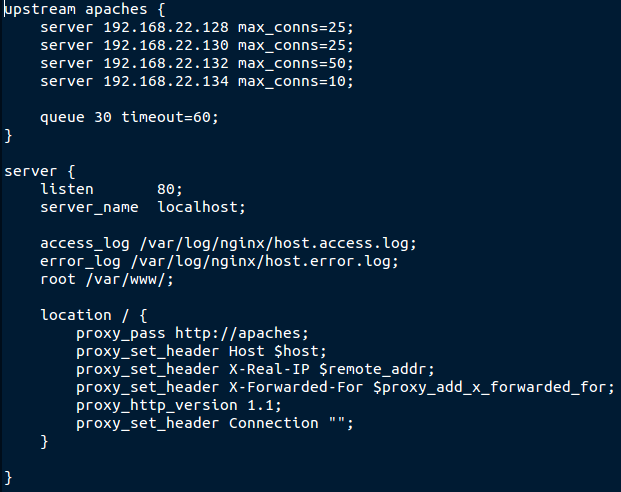 upstream apaches {
    server 192.168.22.128 max_conns=25;
    server 192.168.22.130 max_conns=25;
    server 192.168.22.132 max_conns=50;
    server 192.168.22.134 max_conns=10;

    queue 30 timeout=60;
}

server {
    listen       80;
    server_name  localhost;

    access_log /var/log/nginx/host.access.log;
    error_log /var/log/nginx/host.error.log;
    root /var/www/;

    location / {
        proxy_pass http://apaches;
        proxy_set_header Host $host;
        proxy_set_header X-Real-IP $remote_addr;
        proxy_set_header X-Forwarded-For $proxy_add_x_forwarded_for;
        proxy_http_version 1.1;
        proxy_set_header Connection "";
    }

}